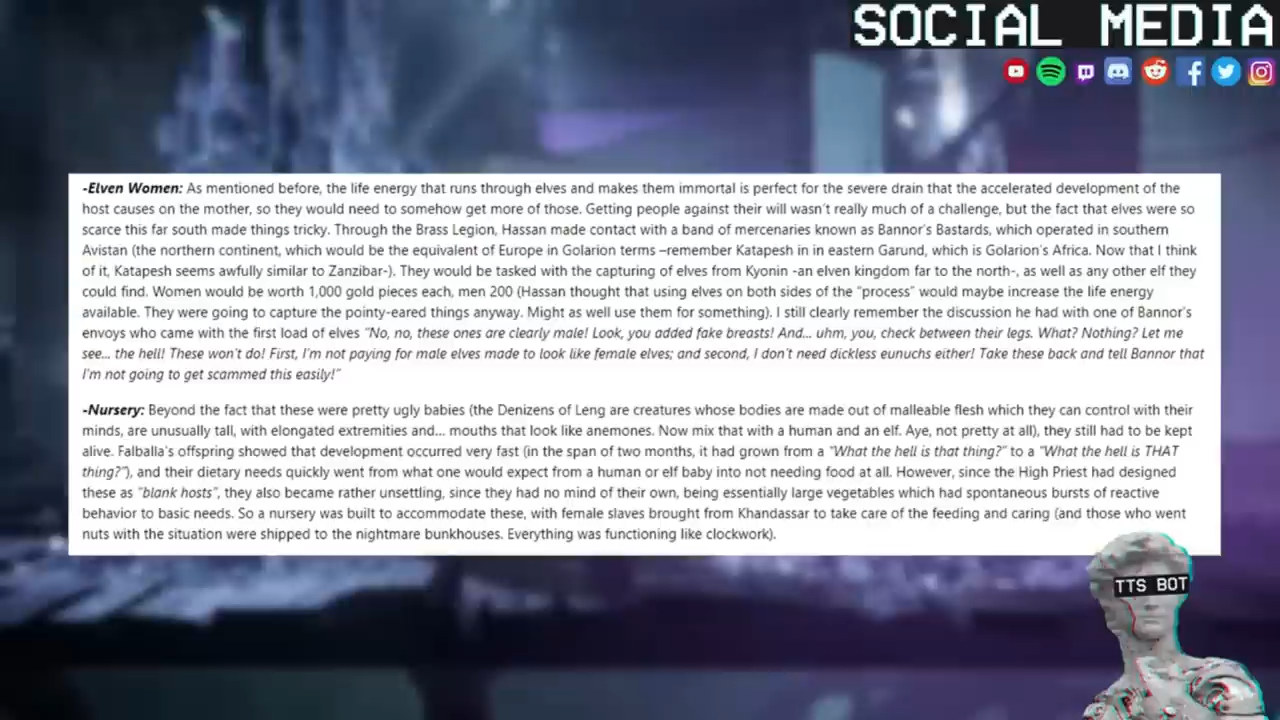 SOCIAL MEDIA
-Elven Women: As mentioned before, the life energy that runs through elves and makes them immortal is perfect for the severe drain that the accelerated development of the
host causes on the mother, so they would need to somehow get more of those. Getting people against their will wasn't really much of a challenge, but the fact that elves were so
scarce this far south made things tricky. Through the Brass Legion, Hassan made contact with a band of mercenaries known as Bannor's Bastards, which operated in southern
Avistan (the northern continent, which would be the equivalent of Europe in Golarion terms –remember Katapesh in in eastern Garund, which is Golarion's Africa. Now that I think
of it, Katapesh seems awfully similar to Zanzibar-). They would be tasked with the capturing of elves from Kyonin -an elven kingdom far to the north-, as well as any other elf they
could find. Women would be worth 1,000 gold pieces each, men 200 (Hassan thought that using elves on both sides of the "process" would maybe increase the life energy
available. They were going to capture the pointy-eared things anyway. Might as well use them for something). I still clearly remember the discussion he had with one of Bannor's
envoys who came with the first load of elves "No, no, these ones are clearly male! Look, you added fake breasts! And... uhm, you, check between their legs. What? Nothing? Let me
see... the hell! These won't do! First, I'm not paying for male elves made to look like female elves; and second, I don't need dickless eunuchs either! Take these back and tell Bannor that
I'm not going to get scammed this easily!"
-Nursery: Beyond the fact that these were pretty ugly babies (the Denizens of Leng are creatures whose bodies are made out of malleable flesh which they can control with their
minds, are unusually tall, with elongated extremities and... mouths that look like anemones. Now mix that with a human and an elf. Aye, not pretty at all), they still had to be kept
alive. Falballa's offspring showed that development occurred very fast (in the span of two months, it had grown from a "What the hell is that thing?" to a "What the hell is THAT
thing?"), and their dietary needs quickly went from what one would expect from a human or elf baby into not needing food at all. However, since the High Priest had designed
these as "blank hosts", they also became rather unsettling, since they had no mind of their own, being essentially large vegetables which had spontaneous bursts of reactive
behavior to basic needs. So a nursery was built to accommodate these, with female slaves brought from Khandassar to take care of the feeding and caring (and those who went
nuts with the situation were shipped to the nightmare bunkhouses. Everything was functioning like clockwork).
TTS BOT